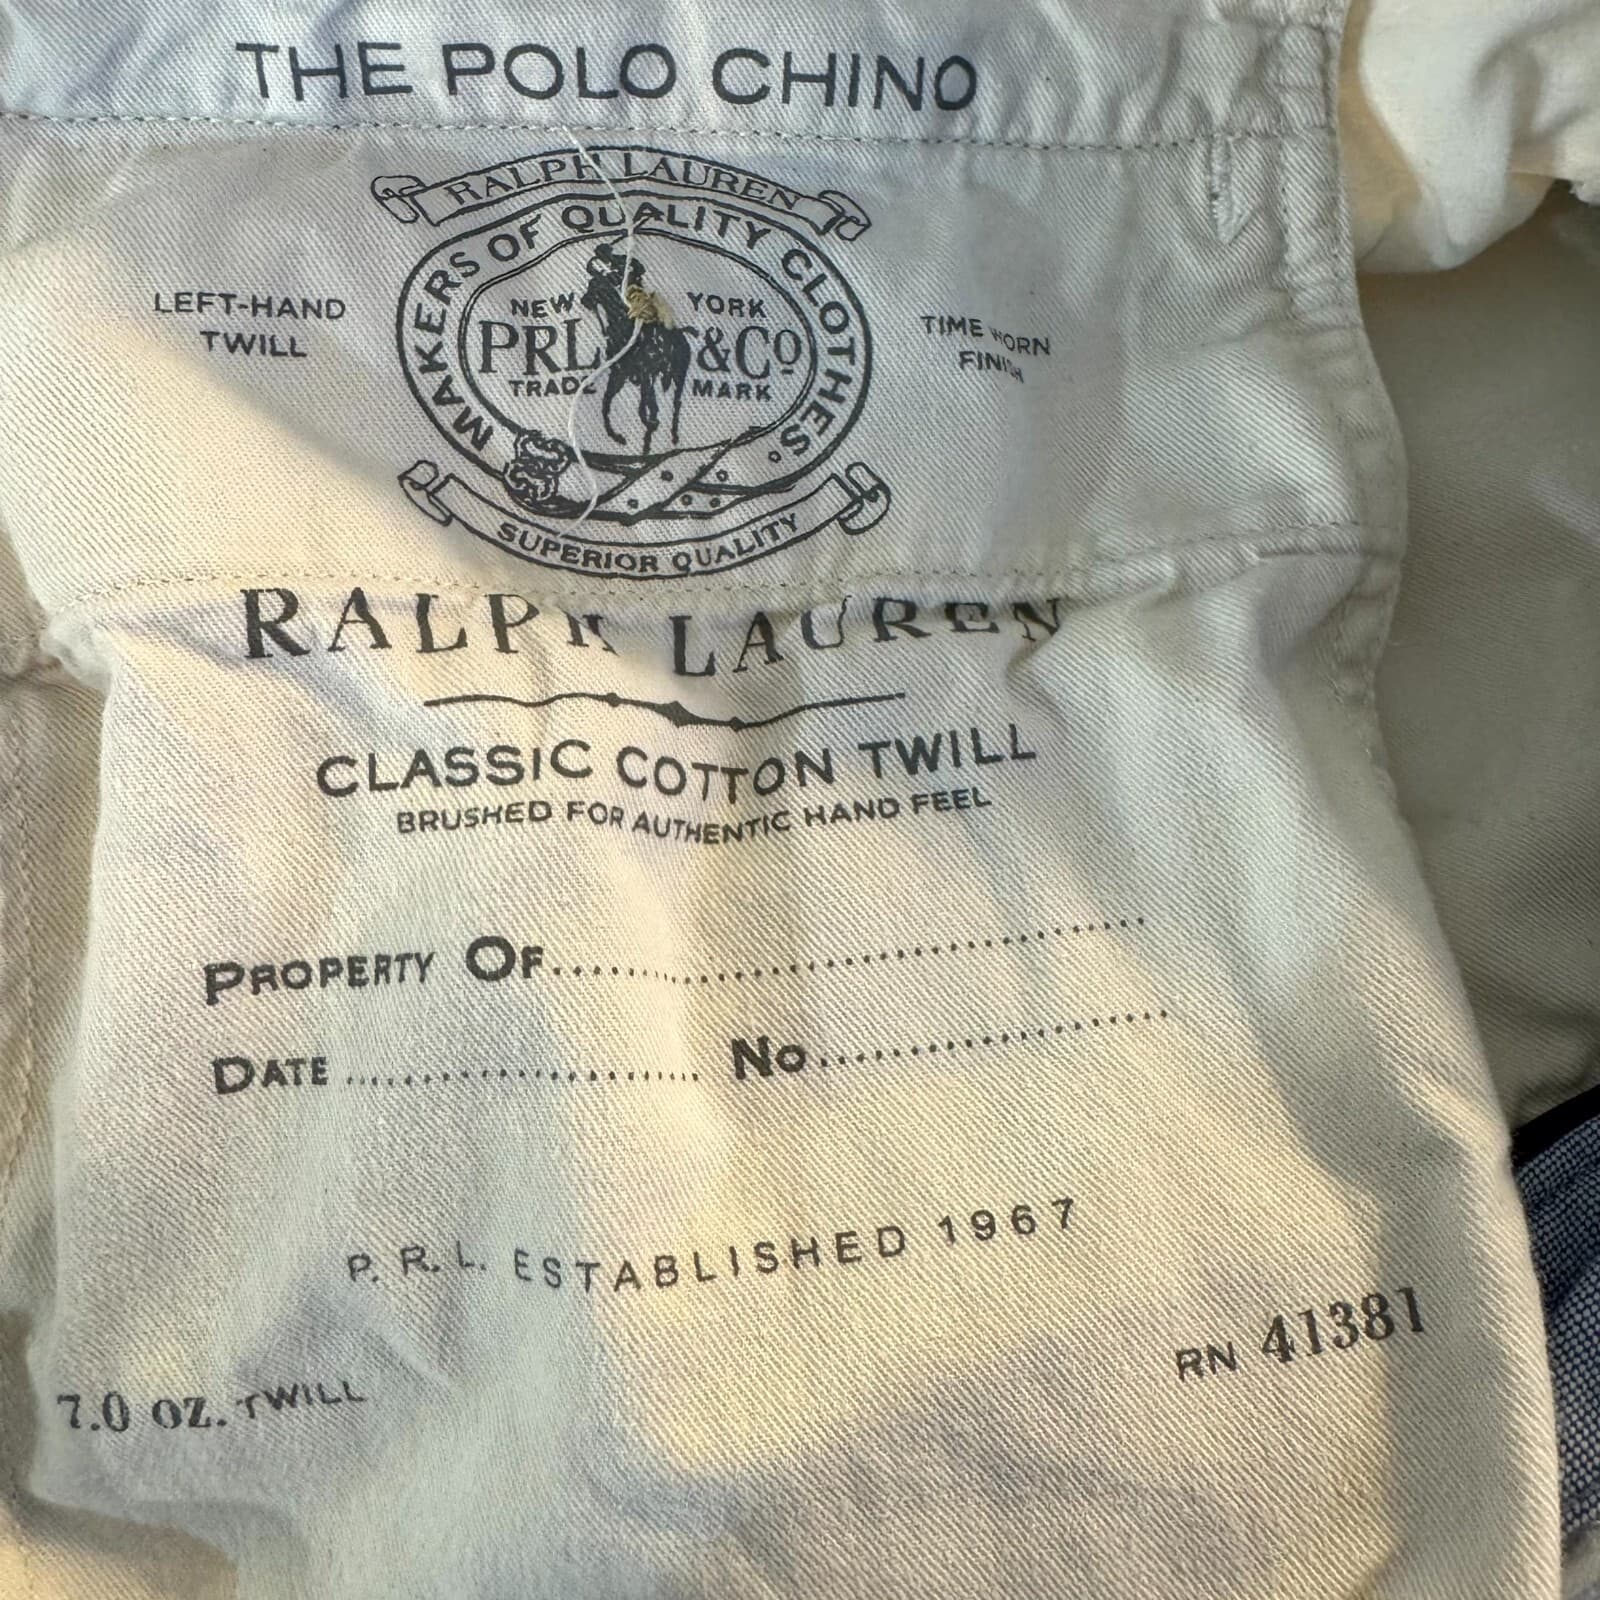 THE POLO CHINO
RALPH LAUREN
MAKERS OF QUALITY CLOTHES.
NEW YORK
PRL &Co
TRADE MARK
SUPERIOR QUALITY
LEFT-HAND
TWILL
TIME WORN
FINISH
RALPH LAUREN
CLASSIC COTTON TWILL
BRUSHED FOR AUTHENTIC HAND FEEL
PROPERTY OF..............................
DATE .................... NO....................
P. R. L. ESTABLISHED 1967
RN 41381
7.0 OZ. TWILL